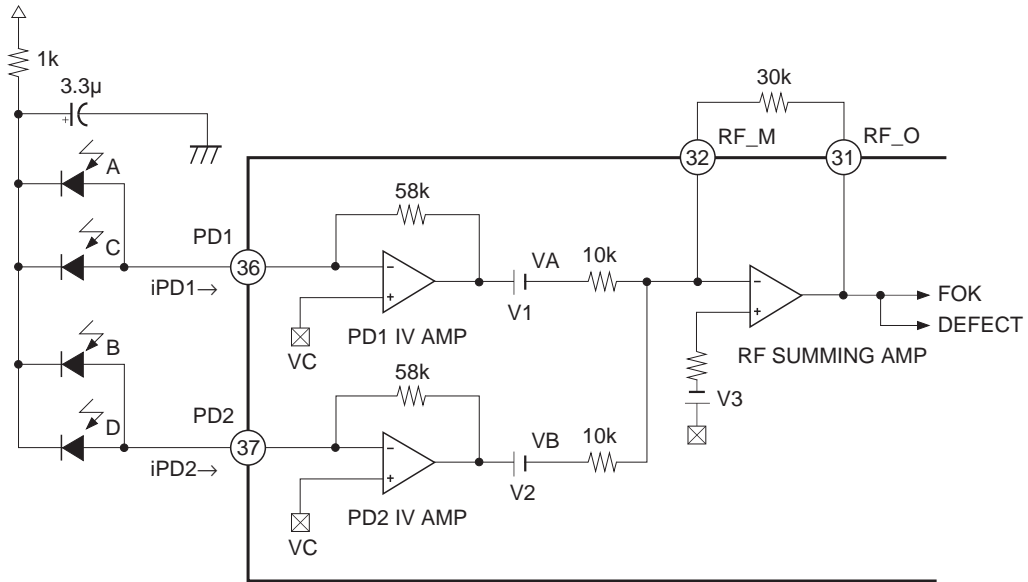 1k
3.3µ
+
A
C
B
D
PD1
36
iPD1→
PD2
37
iPD2→
58k
−
+
VC
PD1 IV AMP
V1
VA
10k
58k
−
+
VC
PD2 IV AMP
V2
VB
10k
30k
RF_M
32
RF_O
31
−
+
RF SUMMING AMP
V3
FOK
DEFECT